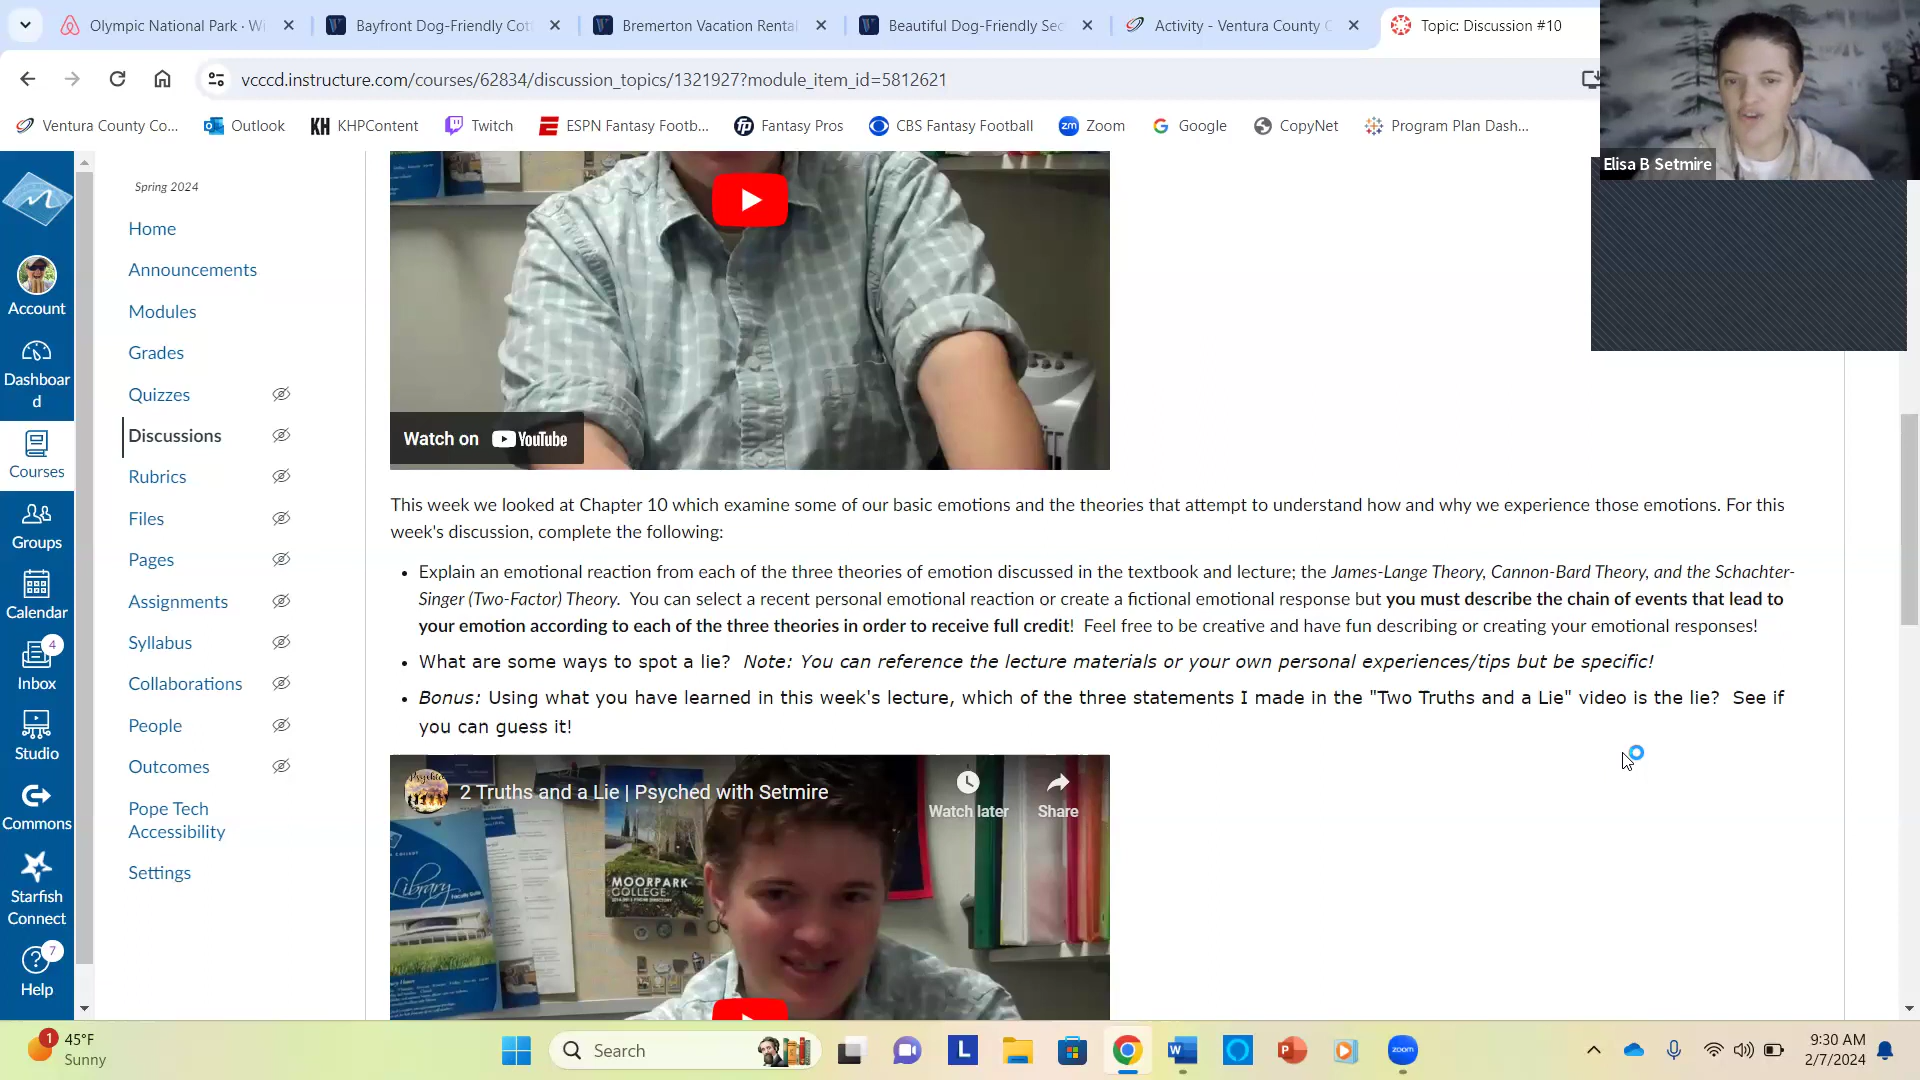 Olympic National Park · Wi
Bayfront Dog-Friendly Cot
Bremerton Vacation Rental
Beautiful Dog-Friendly Sec
Activity - Ventura County C
Topic: Discussion #10
vcccd.instructure.com/courses/62834/discussion_topics/1321927?module_item_id=5812621
Ventura County Co...
Outlook
KH KHPContent
Twitch
ESPN Fantasy Footb...
fp Fantasy Pros
CBS Fantasy Football
zm Zoom
Google
CopyNet
Program Plan Dash...
Elisa B Setmire
Account
Dashboar
d
Courses
Groups
Calendar
4
Inbox
Studio
Commons
Starfish
Connect
7
Help
Spring 2024
Home
Announcements
Modules
Grades
Quizzes
Discussions
Rubrics
Files
Pages
Assignments
Syllabus
Collaborations
People
Outcomes
Pope Tech
Accessibility
Settings
Watch on YouTube
This week we looked at Chapter 10 which examine some of our basic emotions and the theories that attempt to understand how and why we experience those emotions. For this
week's discussion, complete the following:
• Explain an emotional reaction from each of the three theories of emotion discussed in the textbook and lecture; the James-Lange Theory, Cannon-Bard Theory, and the Schachter-
Singer (Two-Factor) Theory. You can select a recent personal emotional reaction or create a fictional emotional response but you must describe the chain of events that lead to
your emotion according to each of the three theories in order to receive full credit! Feel free to be creative and have fun describing or creating your emotional responses!
• What are some ways to spot a lie? Note: You can reference the lecture materials or your own personal experiences/tips but be specific!
• Bonus: Using what you have learned in this week's lecture, which of the three statements I made in the "Two Truths and a Lie" video is the lie? See if
you can guess it!
2 Truths and a Lie | Psyched with Setmire
Watch later
Share
Library
MOORPARK
COLLEGE
1
45°F
Sunny
Search
L
W
P
zoom
9:30 AM
2/7/2024